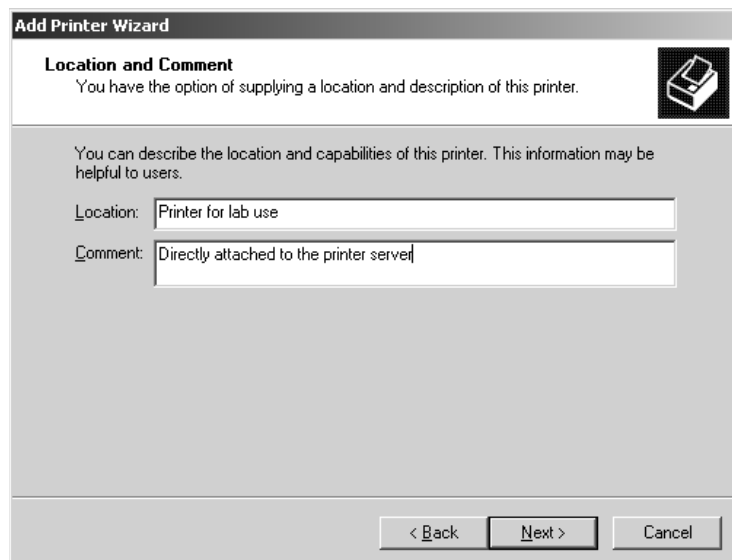 Add Printer Wizard
Location and Comment
You have the option of supplying a location and description of this printer.
You can describe the location and capabilities of this printer. This information may be
helpful to users.
Location: Printer for lab use
Comment: Directly attached to the printer server
< Back Next > Cancel